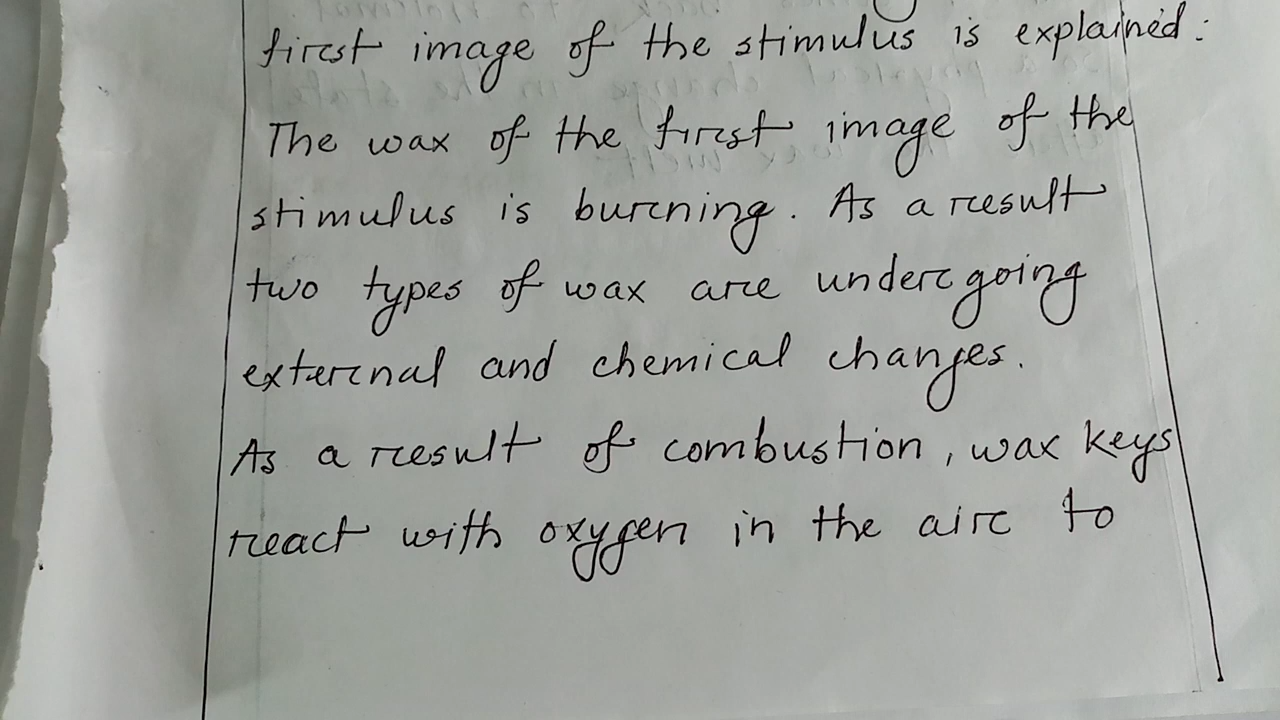 first image of the stimulus is explained:
The wax of the first image of the
stimulus is burning. As a result
two types of wax are undergoing
external and chemical changes.
As a result of combustion, wax keys
react with oxygen in the air to